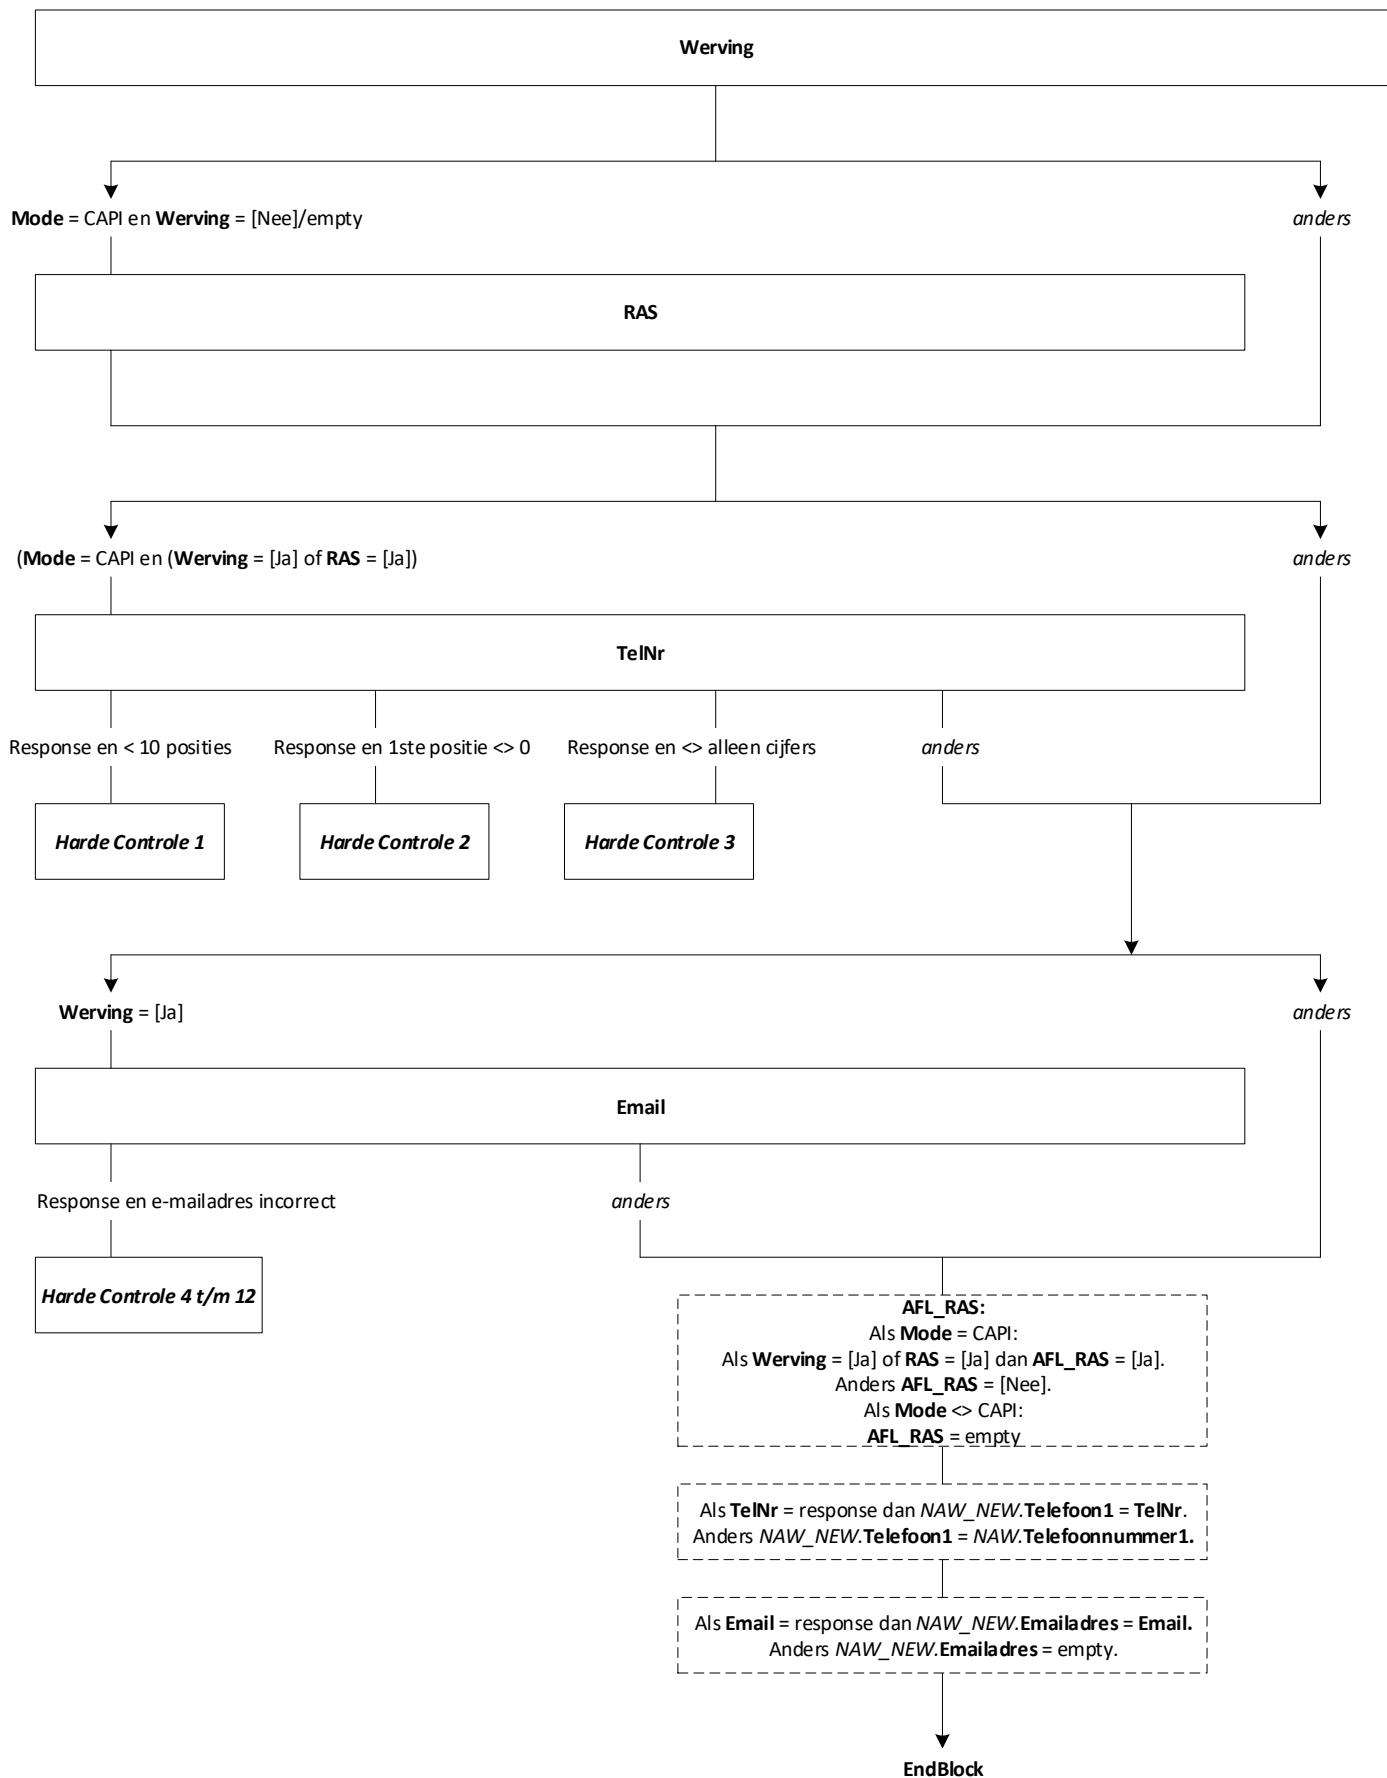 Werving
Mode = CAPI en Werving = [Nee]/empty
anders
RAS
(Mode = CAPI en (Werving = [Ja] of RAS = [Ja])
anders
TelNr
Response en < 10 posities
Response en 1ste positie <> 0
Response en <> alleen cijfers
anders
Harde Controle 1
Harde Controle 2
Harde Controle 3
Werving = [Ja]
anders
Email
Response en e-mailadres incorrect
anders
Harde Controle 4 t/m 12
AFL_RAS:
Als Mode = CAPI:
Als Werving = [Ja] of RAS = [Ja] dan AFL_RAS = [Ja].
Anders AFL_RAS = [Nee].
Als Mode <> CAPI:
AFL_RAS = empty
Als TelNr = response dan NAW_NEW.Telefoon1 = TelNr.
Anders NAW_NEW.Telefoon1 = NAW.Telefoonnummer1.
Als Email = response dan NAW_NEW.Emailadres = Email.
Anders NAW_NEW.Emailadres = empty.
EndBlock